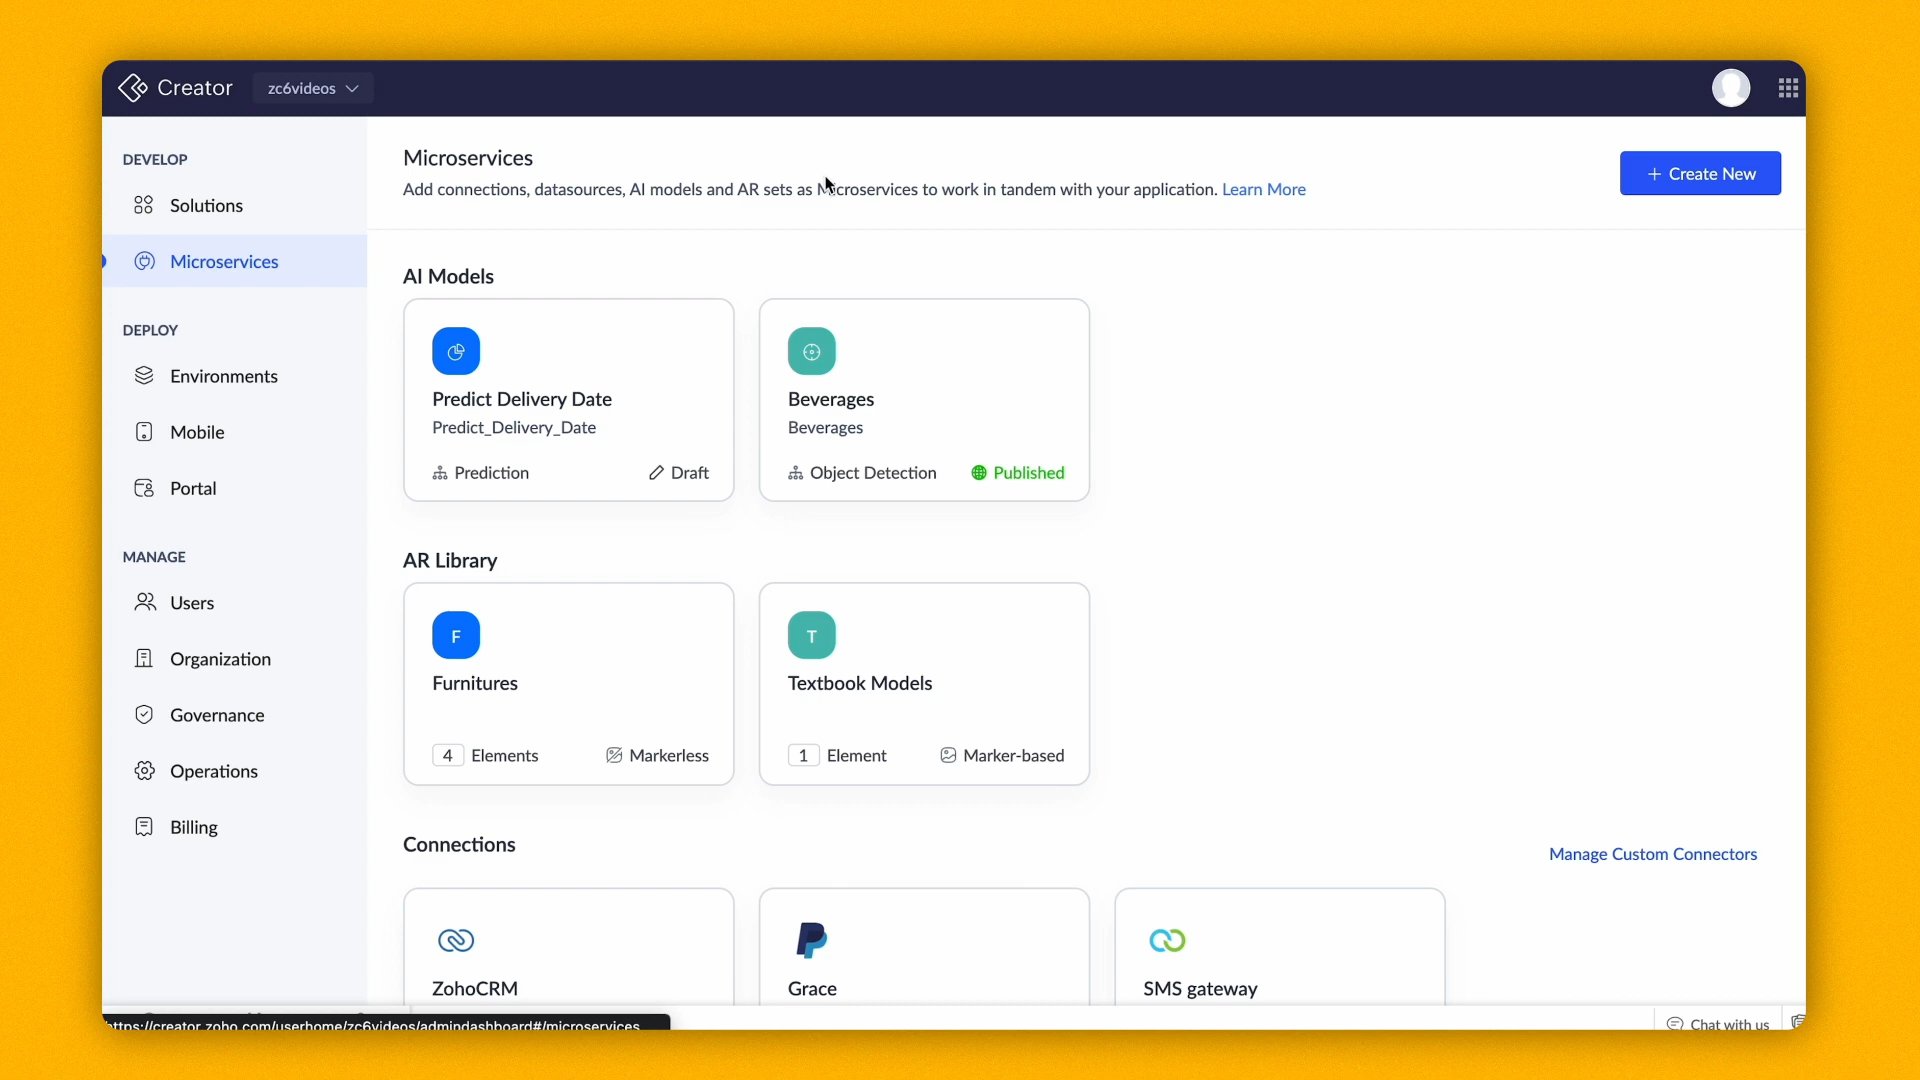 Creator
zc6videos
DEVELOP
Solutions
Microservices
DEPLOY
Environments
Mobile
Portal
MANAGE
Users
Organization
Governance
Operations
Billing
Microservices
Add connections, datasources, AI models and AR sets as Microservices to work in tandem with your application. Learn More
+ Create New
AI Models
Predict Delivery Date
Predict_Delivery_Date
Prediction
Draft
Beverages
Beverages
Object Detection
Published
AR Library
F
Furnitures
4 Elements
Markerless
T
Textbook Models
1 Element
Marker-based
Connections
Manage Custom Connectors
ZohoCRM
Grace
SMS gateway
https://creator.zoho.com/userhome/zc6videos/admindashboard#/microservices
Chat with us